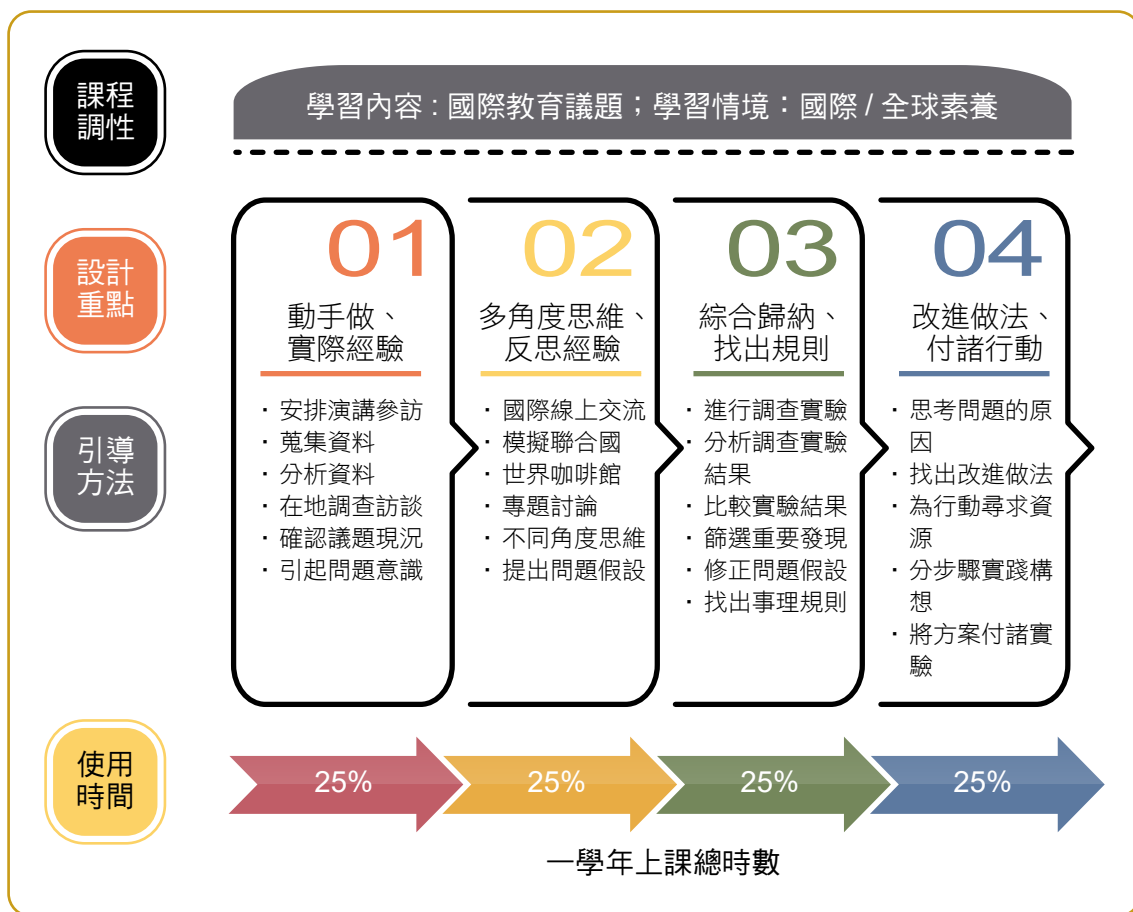 課程
調性
學習內容 : 國際教育議題；學習情境：國際 / 全球素養
設計
重點
引導
方法
01
動手做、
實際經驗
・安排演講參訪
・蒐集資料
・分析資料
・在地調查訪談
・確認議題現況
・引起問題意識
02
多角度思維、
反思經驗
・國際線上交流
・模擬聯合國
・世界咖啡館
・專題討論
・不同角度思維
・提出問題假設
03
綜合歸納、
找出規則
・進行調查實驗
・分析調查實驗
結果
・比較實驗結果
・篩選重要發現
・修正問題假設
・找出事理規則
04
改進做法、
付諸行動
・思考問題的原
因
・找出改進做法
・為行動尋求資
源
・分步驟實踐構
想
・將方案付諸實
驗
使用
時間
25%
25%
25%
25%
一學年上課總時數